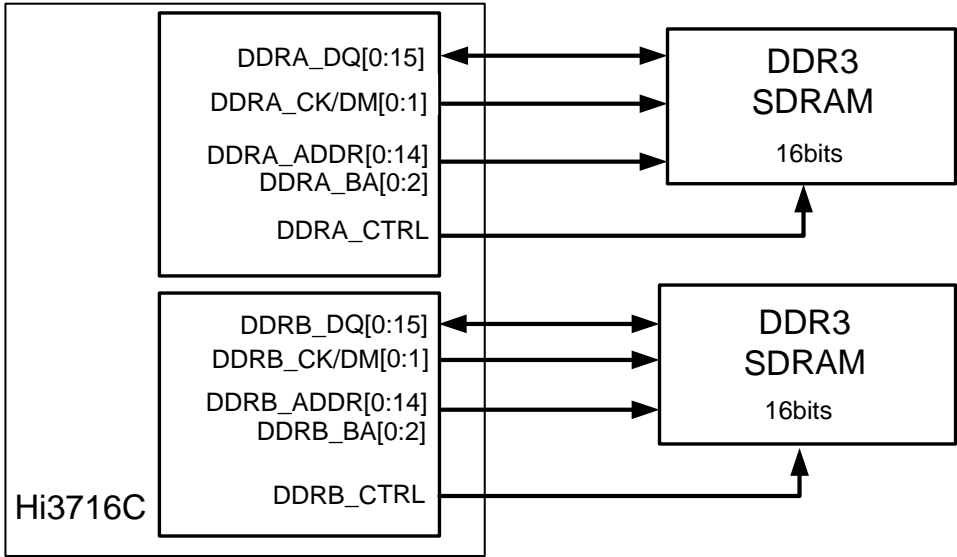 DDRA_DQ[0:15]
DDRA_CK/DM[0:1]
DDRA_ADDR[0:14]
DDRA_BA[0:2]
DDRA_CTRL
DDR3
SDRAM
16bits
DDRB_DQ[0:15]
DDRB_CK/DM[0:1]
DDRB_ADDR[0:14]
DDRB_BA[0:2]
DDRB_CTRL
DDR3
SDRAM
16bits
Hi3716C